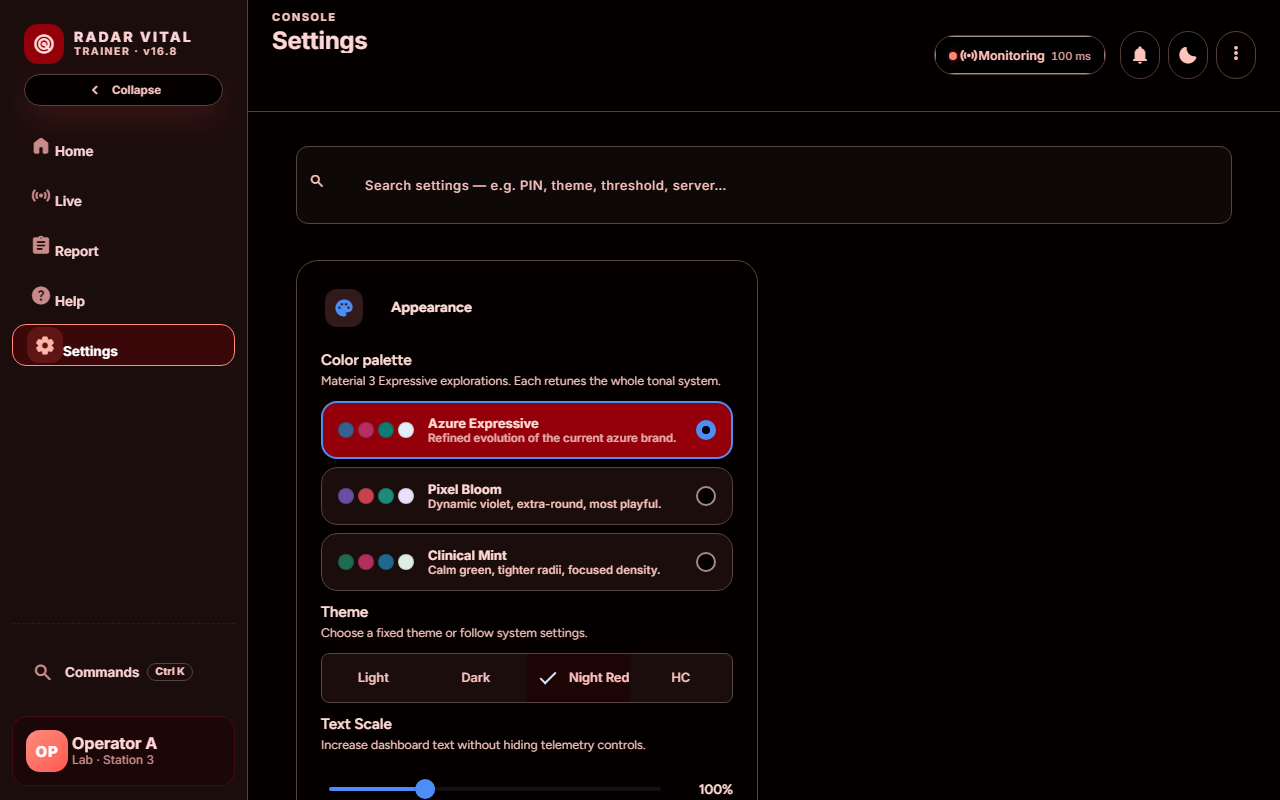 RADAR VITAL
TRAINER · v16.8
Collapse
Home
Live
Report
Help
Settings
Commands Ctrl K
OP
Operator A
Lab · Station 3
CONSOLE
Settings
Monitoring 100 ms
Search settings — e.g. PIN, theme, threshold, server...
Appearance
Color palette
Material 3 Expressive explorations. Each retunes the whole tonal system.
Azure Expressive
Refined evolution of the current azure brand.
Pixel Bloom
Dynamic violet, extra-round, most playful.
Clinical Mint
Calm green, tighter radii, focused density.
Theme
Choose a fixed theme or follow system settings.
Light Dark Night Red HC
Text Scale
Increase dashboard text without hiding telemetry controls.
100%